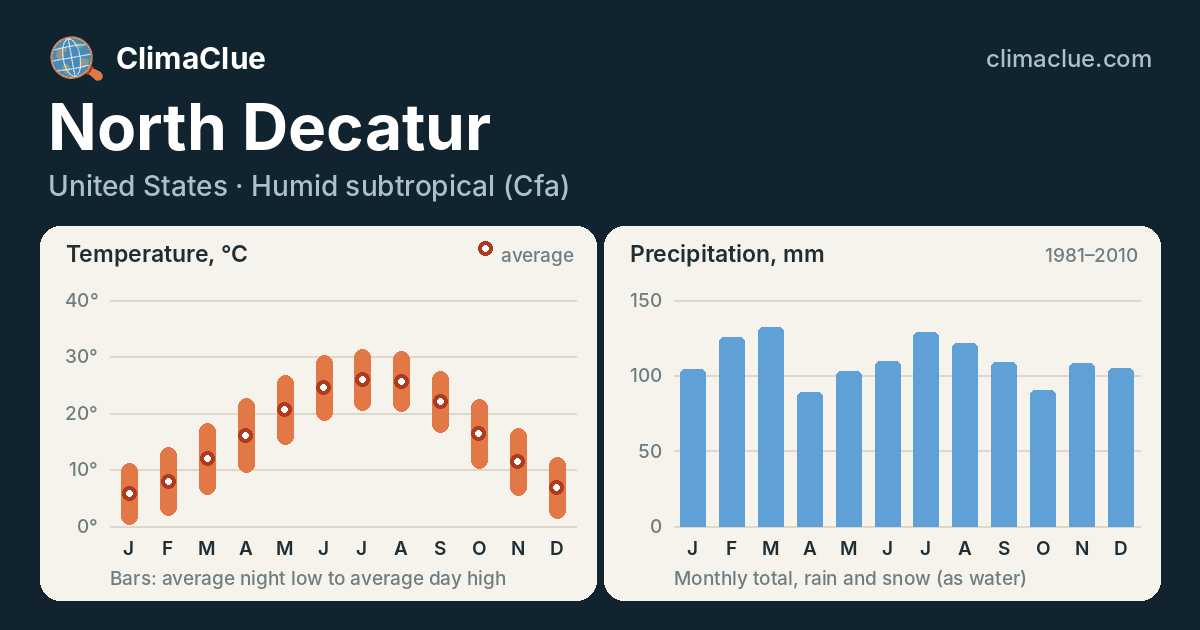 ClimaClue
climaclue.com
North Decatur
United States · Humid subtropical (Cfa)
Temperature, °C
average
40°
30°
20°
10°
0°
J F M A M J J A S O N D
Bars: average night low to average day high
Precipitation, mm
1981–2010
150
100
50
0
J F M A M J J A S O N D
Monthly total, rain and snow (as water)